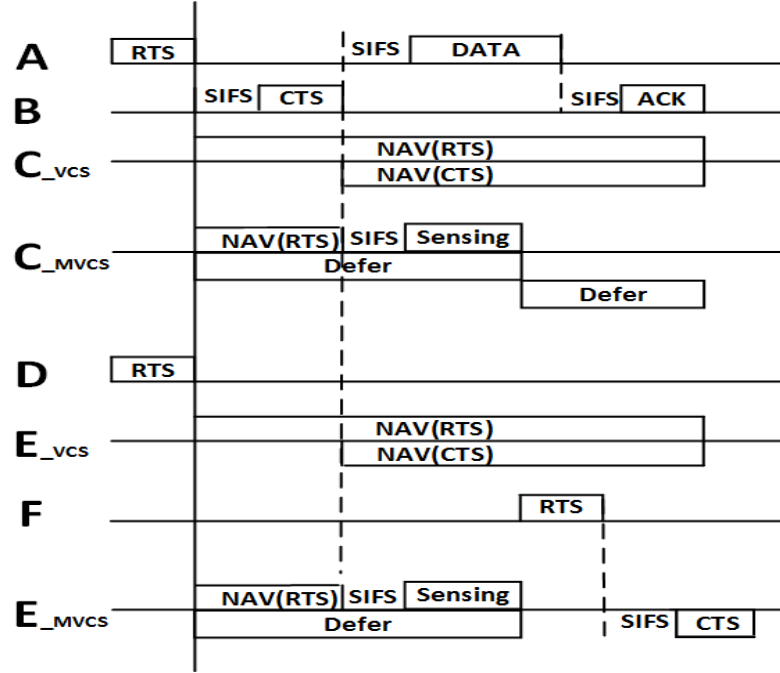 A RTS SIFS DATA
B SIFS CTS SIFS ACK
C_VCS NAV(RTS)
NAV(CTS)
C_MVCS NAV(RTS) SIFS Sensing
Defer
Defer
D RTS
E_VCS NAV(RTS)
NAV(CTS)
F RTS
E_MVCS NAV(RTS) SIFS Sensing
Defer SIFS CTS